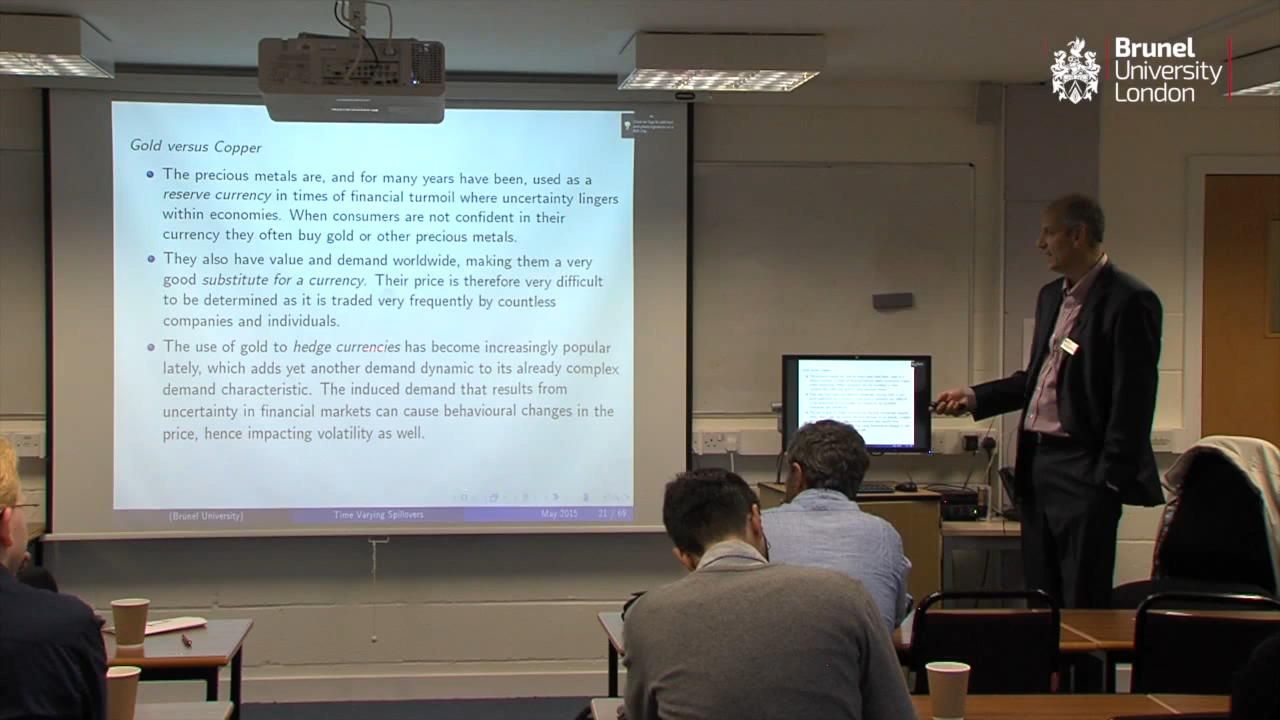 Brunel
University
London
Gold versus Copper
The precious metals are, and for many years have been, used as a
reserve currency in times of financial turmoil where uncertainty lingers
within economies. When consumers are not confident in their
currency they often buy gold or other precious metals.
They also have value and demand worldwide, making them a very
good substitute for a currency. Their price is therefore very difficult
to be determined as it is traded very frequently by countless
companies and individuals.
The use of gold to hedge currencies has become increasingly popular
lately, which adds yet another demand dynamic to its already complex
demand characteristic. The induced demand that results from
uncertainty in financial markets can cause behavioural changes in the
price, hence impacting volatility as well.
(Brunel University) Time Varying Spillovers May 2015 21 / 69